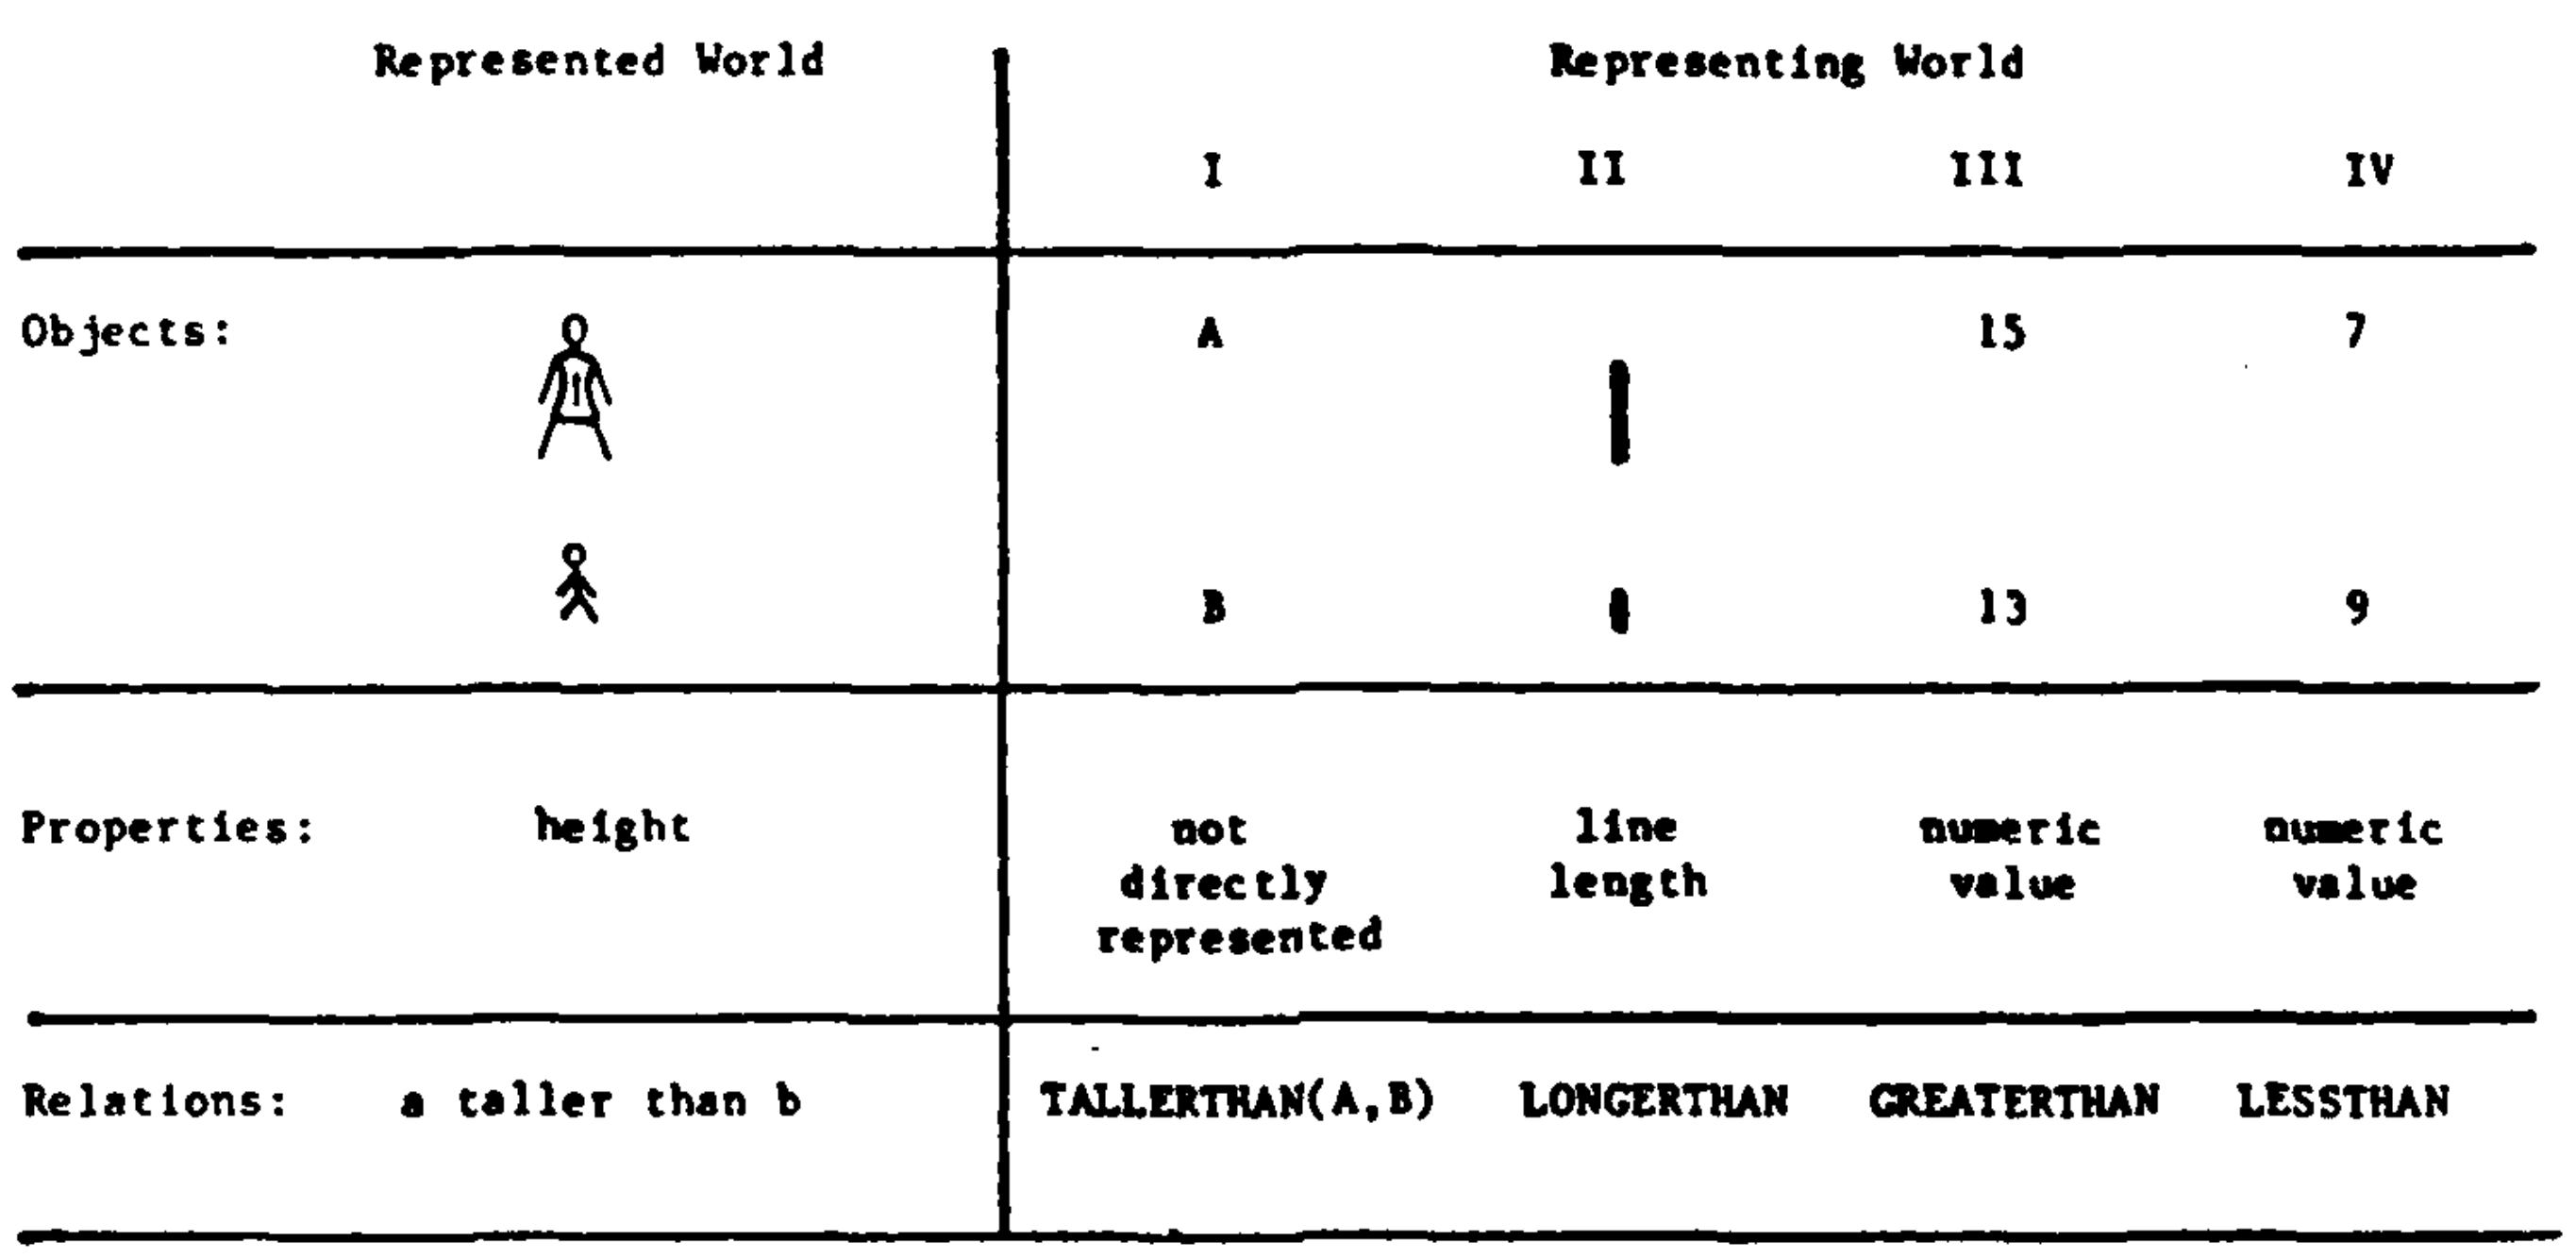 Represented World Representing World
I II III IV
Objects: A 15 7
B 13 9
Properties: height not line numeric numeric
directly length value value
represented
Relations: a taller than b TALLERTHAN(A,B) LONGERTHAN GREATERTHAN LESSTHAN